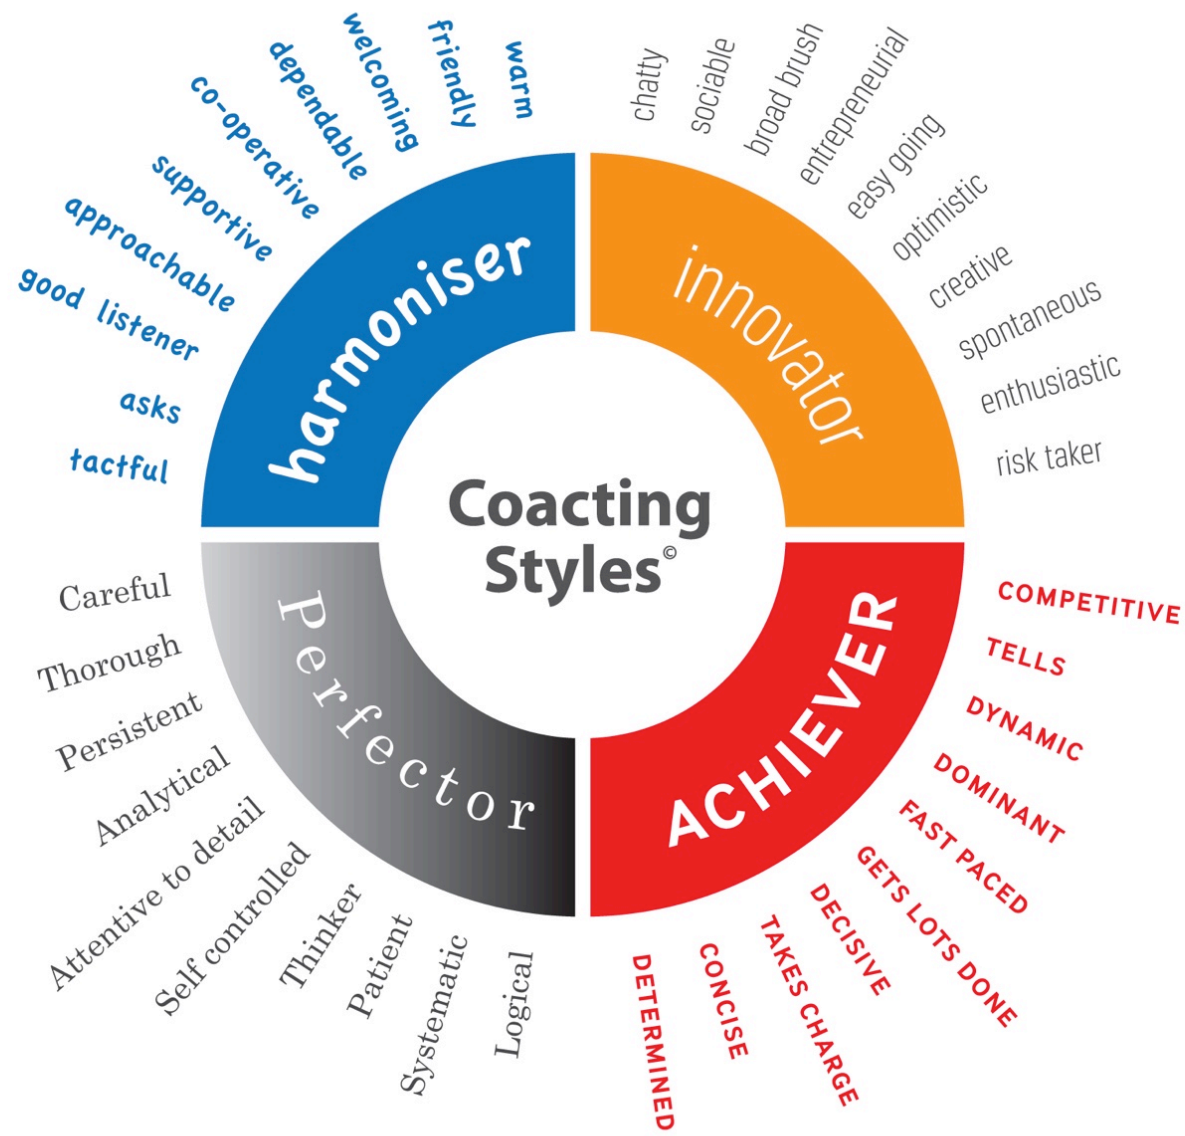 Coacting
Styles©
harmoniser
tactful
asks
good listener
approachable
supportive
co-operative
dependable
welcoming
friendly
warm
innovator
chatty
sociable
broad brush
entrepreneurial
easy going
optimistic
creative
spontaneous
enthusiastic
risk taker
ACHIEVER
COMPETITIVE
TELLS
DYNAMIC
DOMINANT
FAST PACED
GETS LOTS DONE
DECISIVE
TAKES CHARGE
CONCISE
DETERMINED
Perfector
Careful
Thorough
Persistent
Analytical
Attentive to detail
Self controlled
Thinker
Patient
Systematic
Logical